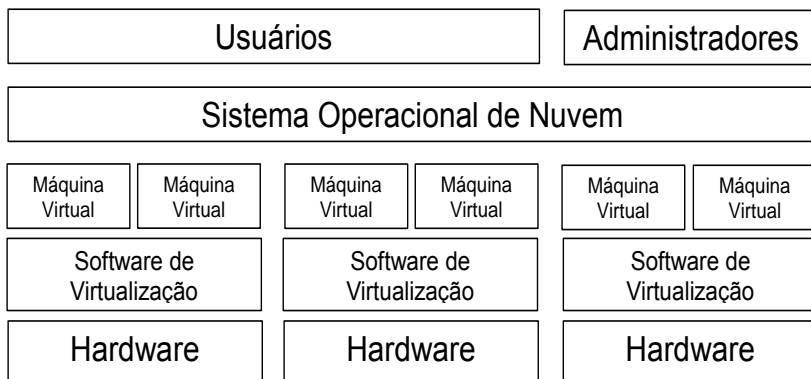 Usuários
Administradores
Sistema Operacional de Nuvem
Máquina
Virtual
Máquina
Virtual
Máquina
Virtual
Máquina
Virtual
Máquina
Virtual
Máquina
Virtual
Software de
Virtualização
Software de
Virtualização
Software de
Virtualização
Hardware
Hardware
Hardware